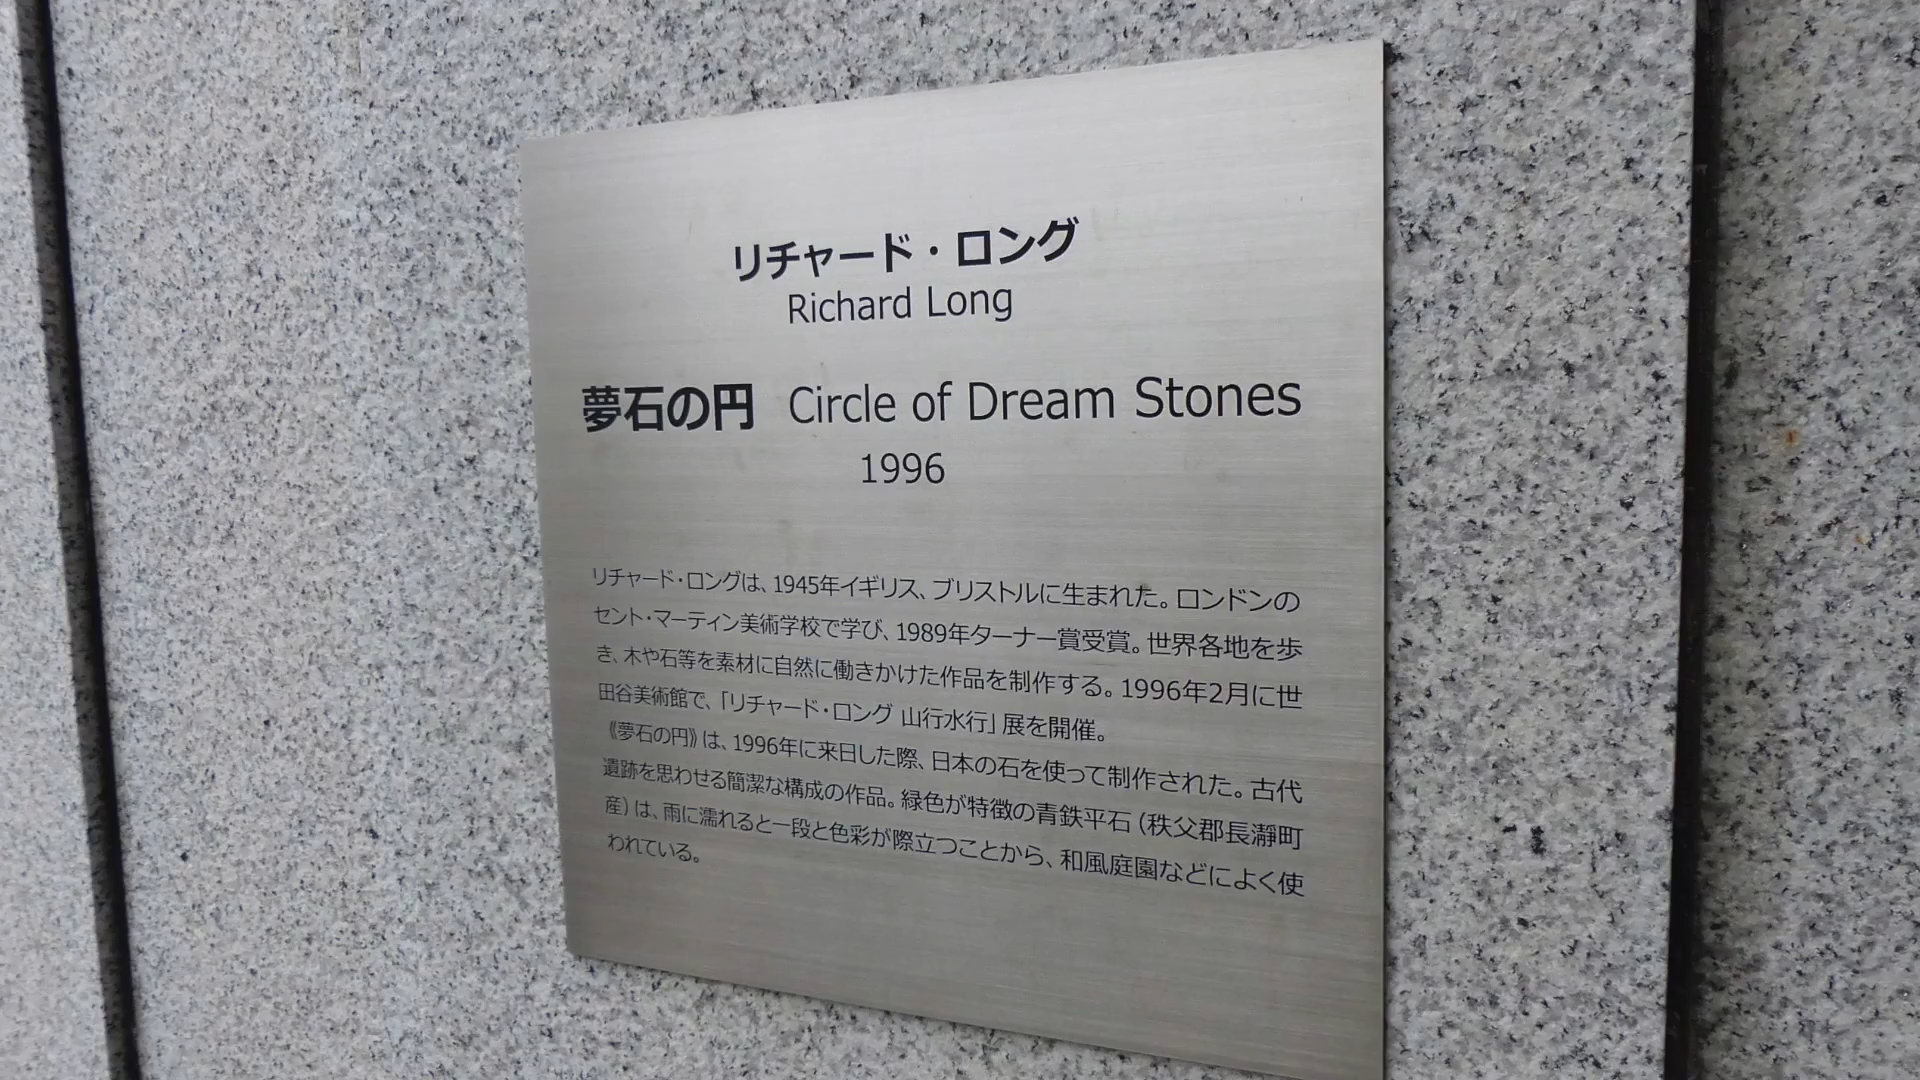 リチャード・ロング
Richard Long
夢石の円 Circle of Dream Stones
1996
リチャード・ロングは、1945年イギリス、ブリストルに生まれた。ロンドンの
セント・マーティン美術学校で学び、1989年ターナー賞受賞。世界各地を歩
き、木や石等を素材に自然に働きかけた作品を制作する。1996年2月に世
田谷美術館で、「リチャード・ロング 山行水行」展を開催。
《夢石の円》は、1996年に来日した際、日本の石を使って制作された。古代
遺跡を思わせる簡潔な構成の作品。緑色が特徴の青鉄平石(秩父郡長瀞町
産)は、雨に濡れると一段と色彩が際立つことから、和風庭園などによく使
われている。